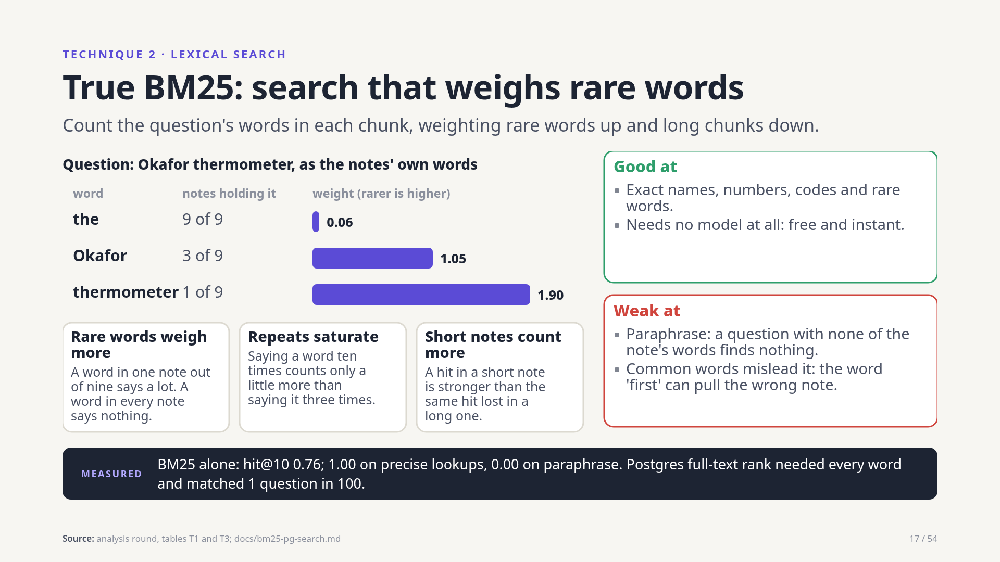 TECHNIQUE 2 · LEXICAL SEARCH
True BM25: search that weighs rare words
Count the question's words in each chunk, weighting rare words up and long chunks down.
Question: Okafor thermometer, as the notes' own words
word notes holding it weight (rarer is higher)
the 9 of 9 0.06
Okafor 3 of 9 1.05
thermometer 1 of 9 1.90
Rare words weigh
more
A word in one note out
of nine says a lot. A
word in every note
says nothing.
Repeats saturate
Saying a word ten
times counts only a
little more than
saying it three times.
Short notes count
more
A hit in a short note
is stronger than the
same hit lost in a
long one.
Good at
Exact names, numbers, codes and rare
words.
Needs no model at all: free and instant.
Weak at
Paraphrase: a question with none of the
note's words finds nothing.
Common words mislead it: the word
'first' can pull the wrong note.
MEASURED
BM25 alone: hit@10 0.76; 1.00 on precise lookups, 0.00 on paraphrase. Postgres full-text rank needed every word
and matched 1 question in 100.
Source: analysis round, tables T1 and T3; docs/bm25-pg-search.md
17 / 54